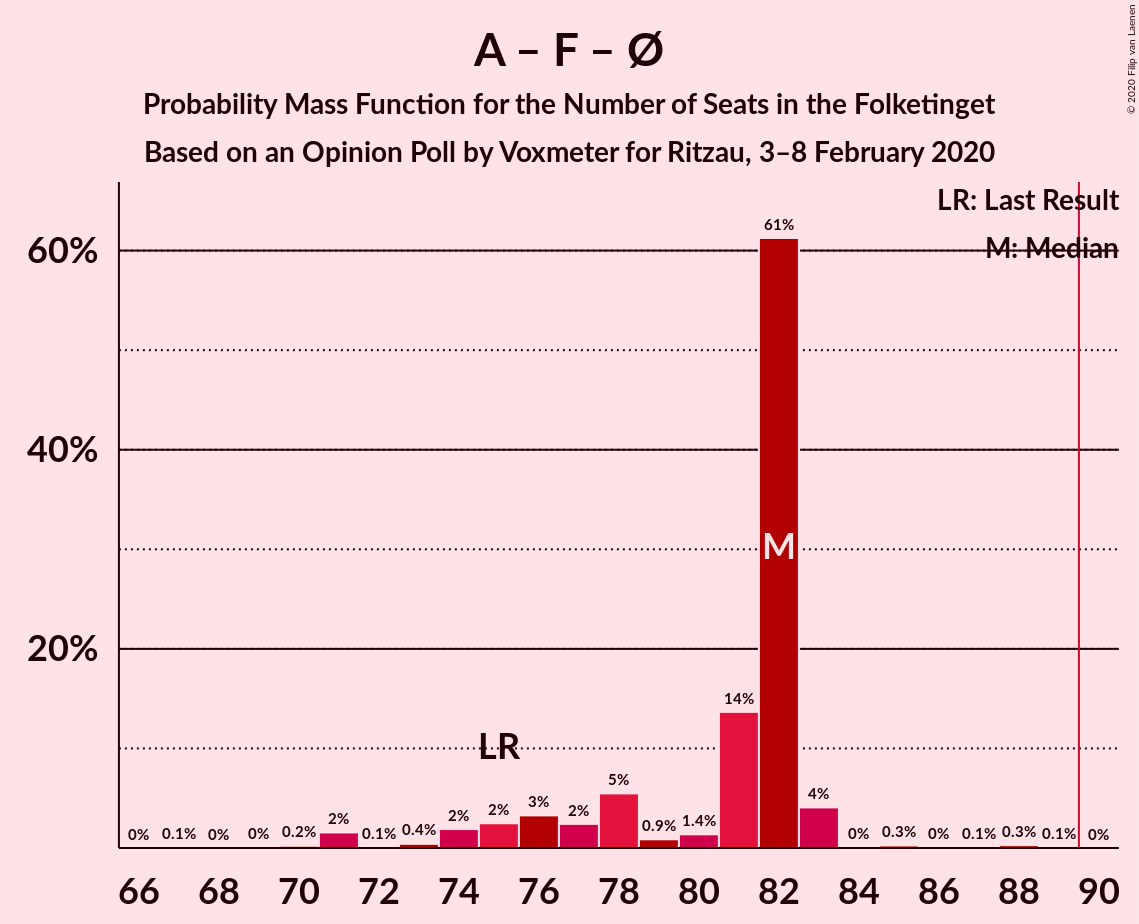 A – F – Ø
Probability Mass Function for the Number of Seats in the Folketinget
Based on an Opinion Poll by Voxmeter for Ritzau, 3–8 February 2020
© 2020 Filip van Laenen
LR: Last Result
M: Median
60%
40%
20%
0% 0.1% 0% 0% 0.2% 2% 0.1% 0.4% 2% 2% 3% 2% 5% 0.9% 1.4% 14% 61% 4% 0% 0.3% 0% 0.1% 0.3% 0.1% 0%
LR
M
66 68 70 72 74 76 78 80 82 84 86 88 90